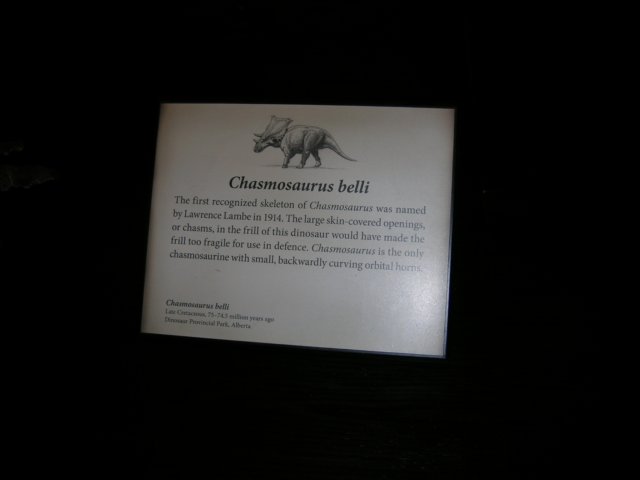 Chasmosaurus belli
The first recognized skeleton of Chasmosaurus was named
by Lawrence Lambe in 1914. The large skin-covered openings,
or chasms, in the frill of this dinosaur would have made the
frill too fragile for use in defence. Chasmosaurus is the only
chasmosaurine with small, backwardly curving orbital horns.
Chasmosaurus belli
Late Cretaceous, 75–74.5 million years ago
Dinosaur Provincial Park, Alberta